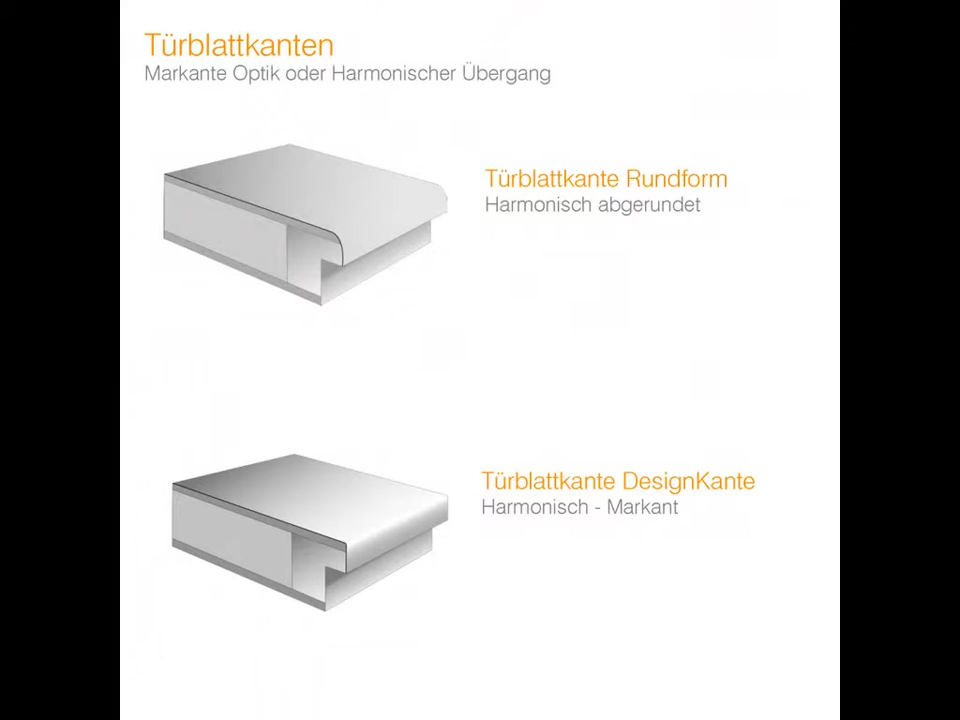 Türblattkanten
Markante Optik oder Harmonischer Übergang
Türblattkante Rundform
Harmonisch abgerundet
Türblattkante DesignKante
Harmonisch - Markant